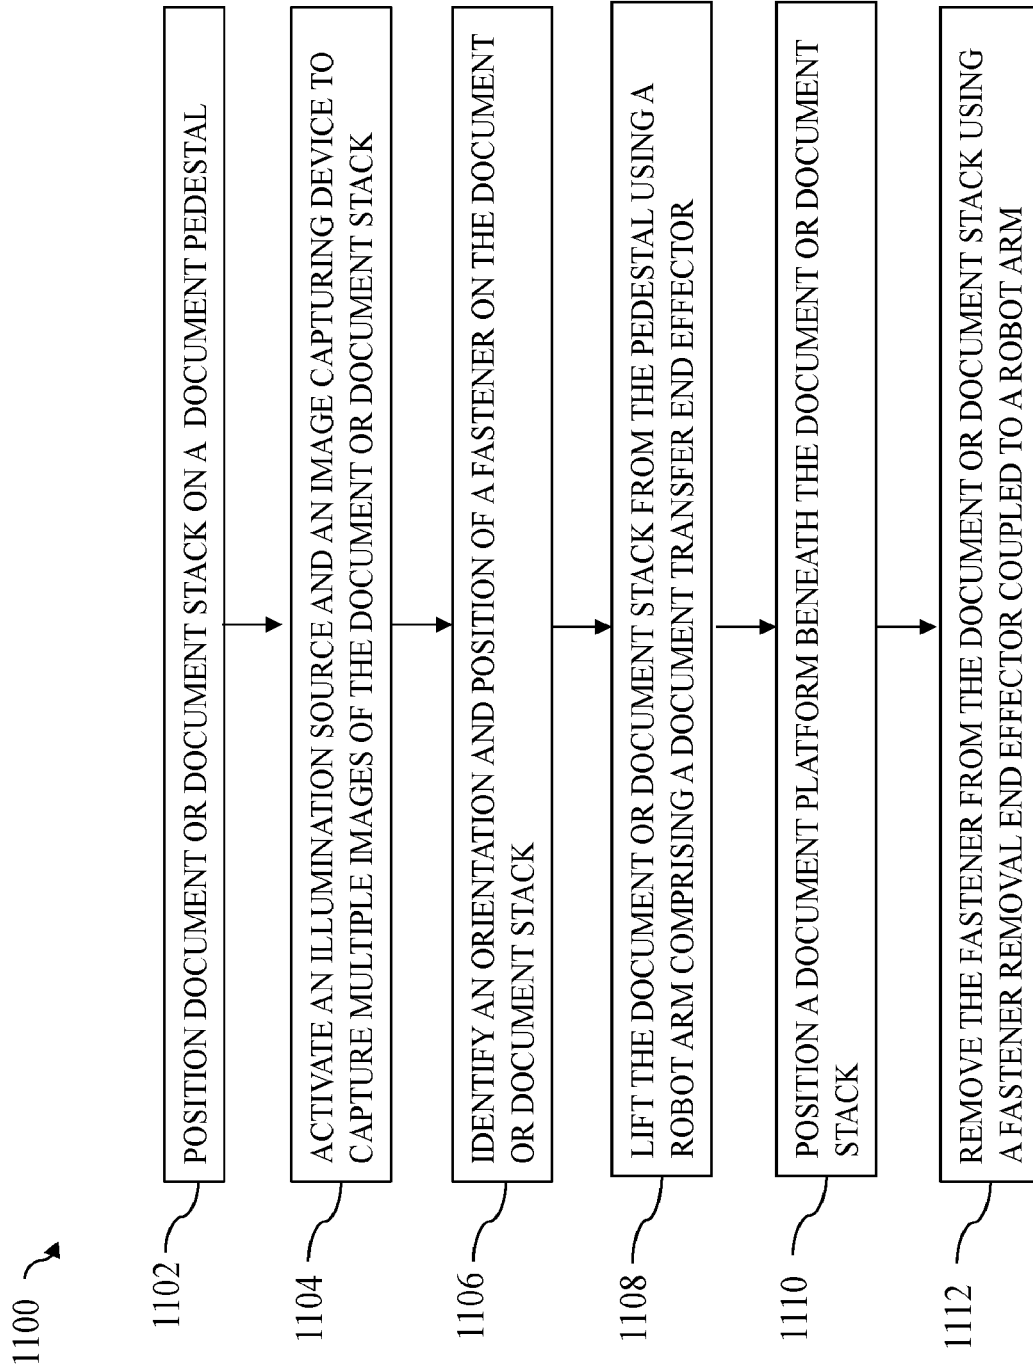 1100
1102
POSITION DOCUMENT OR DOCUMENT STACK ON A DOCUMENT PEDESTAL
1104
ACTIVATE AN ILLUMINATION SOURCE AND AN IMAGE CAPTURING DEVICE TO
CAPTURE MULTIPLE IMAGES OF THE DOCUMENT OR DOCUMENT STACK
1106
IDENTIFY AN ORIENTATION AND POSITION OF A FASTENER ON THE DOCUMENT
OR DOCUMENT STACK
1108
LIFT THE DOCUMENT OR DOCUMENT STACK FROM THE PEDESTAL USING A
ROBOT ARM COMPRISING A DOCUMENT TRANSFER END EFFECTOR
1110
POSITION A DOCUMENT PLATFORM BENEATH THE DOCUMENT OR DOCUMENT
STACK
1112
REMOVE THE FASTENER FROM THE DOCUMENT OR DOCUMENT STACK USING
A FASTENER REMOVAL END EFFECTOR COUPLED TO A ROBOT ARM